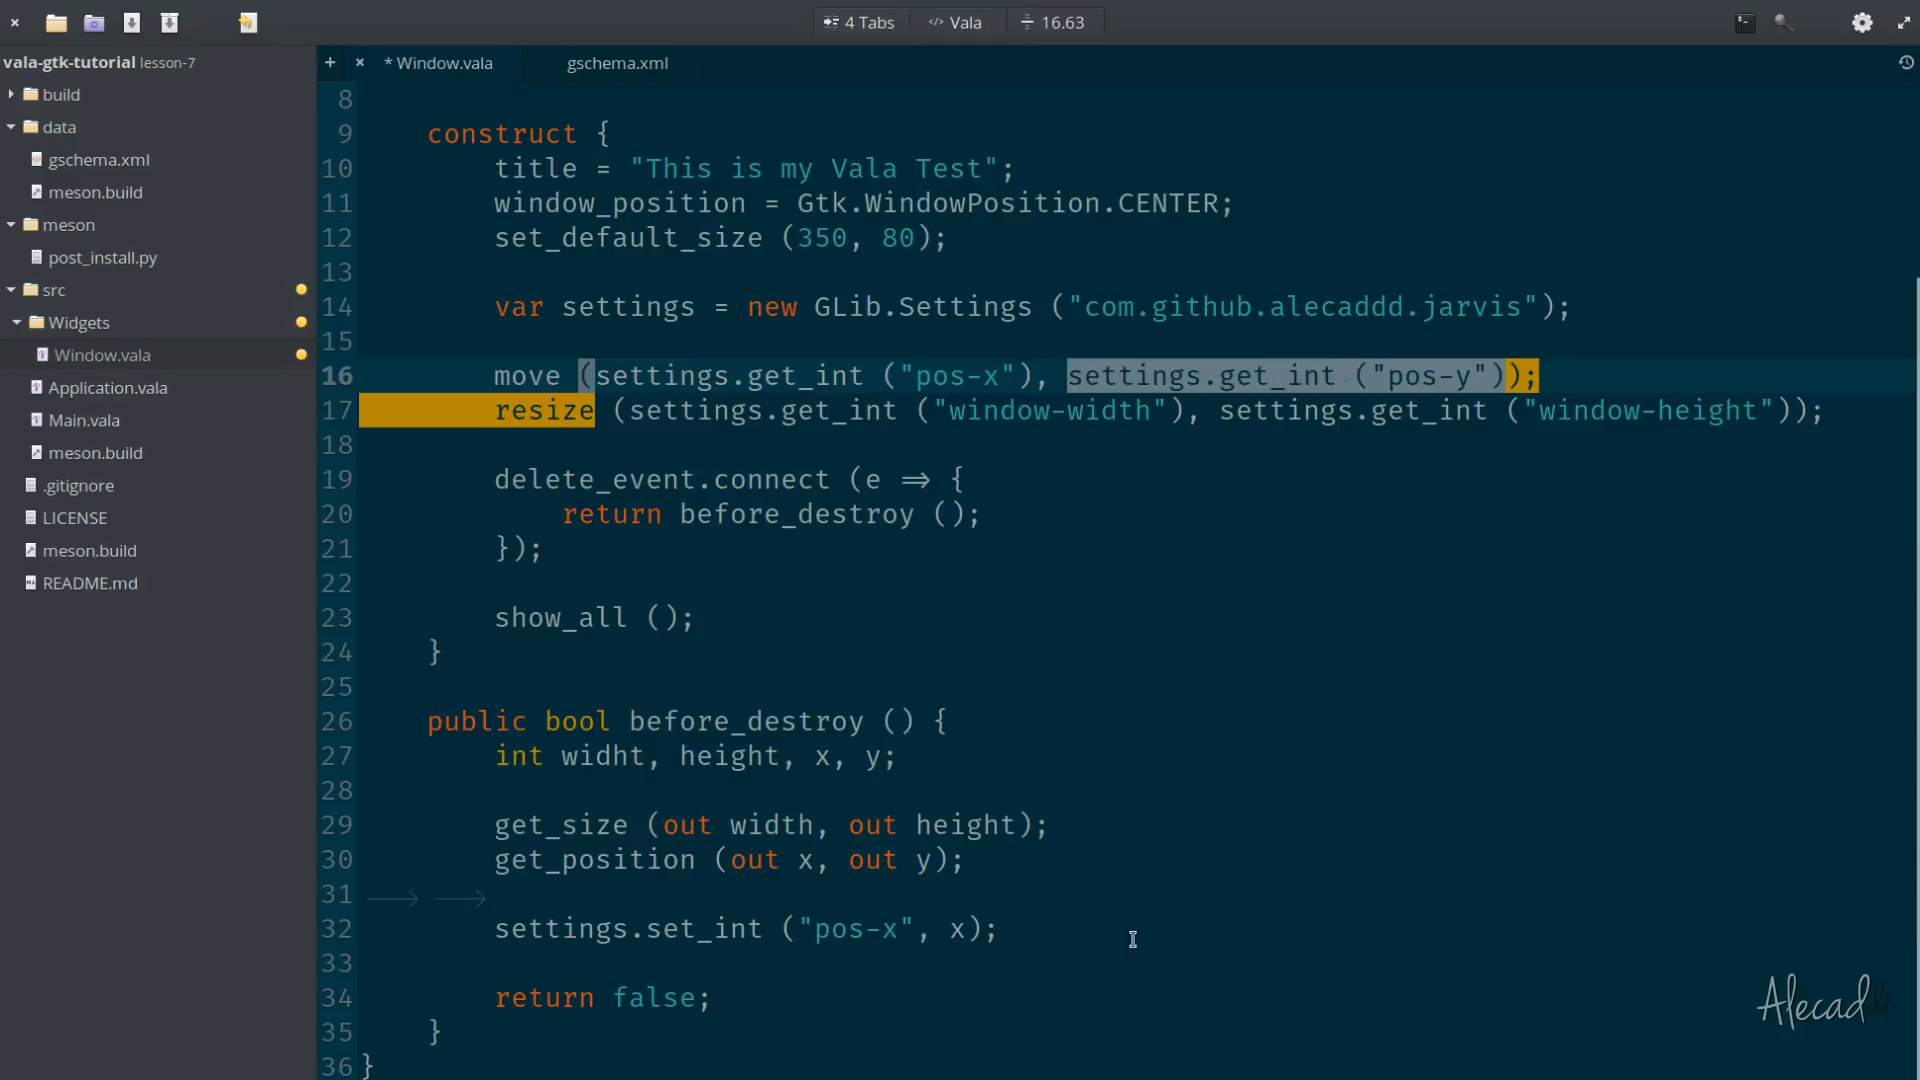 4 Tabs Vala 16.63
vala-gtk-tutorial lesson-7
build
data
gschema.xml
meson.build
meson
post_install.py
src
Widgets
Window.vala
Application.vala
Main.vala
meson.build
.gitignore
LICENSE
meson.build
README.md
* Window.vala gschema.xml
8
9 construct {
10 title = "This is my Vala Test";
11 window_position = Gtk.WindowPosition.CENTER;
12 set_default_size (350, 80);
13
14 var settings = new GLib.Settings ("com.github.alecaddd.jarvis");
15
16 move (settings.get_int ("pos-x"), settings.get_int ("pos-y"));
17 resize (settings.get_int ("window-width"), settings.get_int ("window-height"));
18
19 delete_event.connect (e => {
20 return before_destroy ();
21 });
22
23 show_all ();
24 }
25
26 public bool before_destroy () {
27 int widht, height, x, y;
28
29 get_size (out width, out height);
30 get_position (out x, out y);
31
32 settings.set_int ("pos-x", x);
33
34 return false;
35 }
36 }
Alecaddd